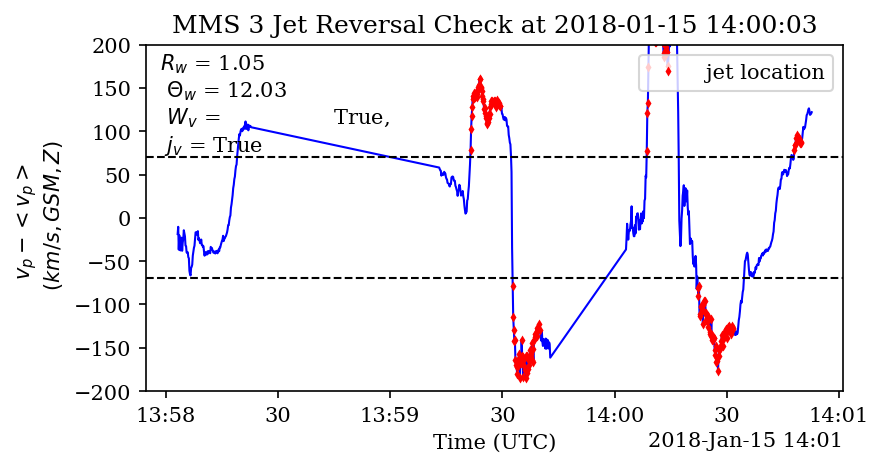 MMS 3 Jet Reversal Check at 2018-01-15 14:00:03
R_w = 1.05
Θ_w = 12.03
W_v = True,
j_v = True
jet location
200
150
100
50
0
−50
−100
−150
−200
v_p − < v_p >
(km/s, GSM, Z)
13:58 30 13:59 30 14:00 30 14:01
Time (UTC)
2018-Jan-15 14:01